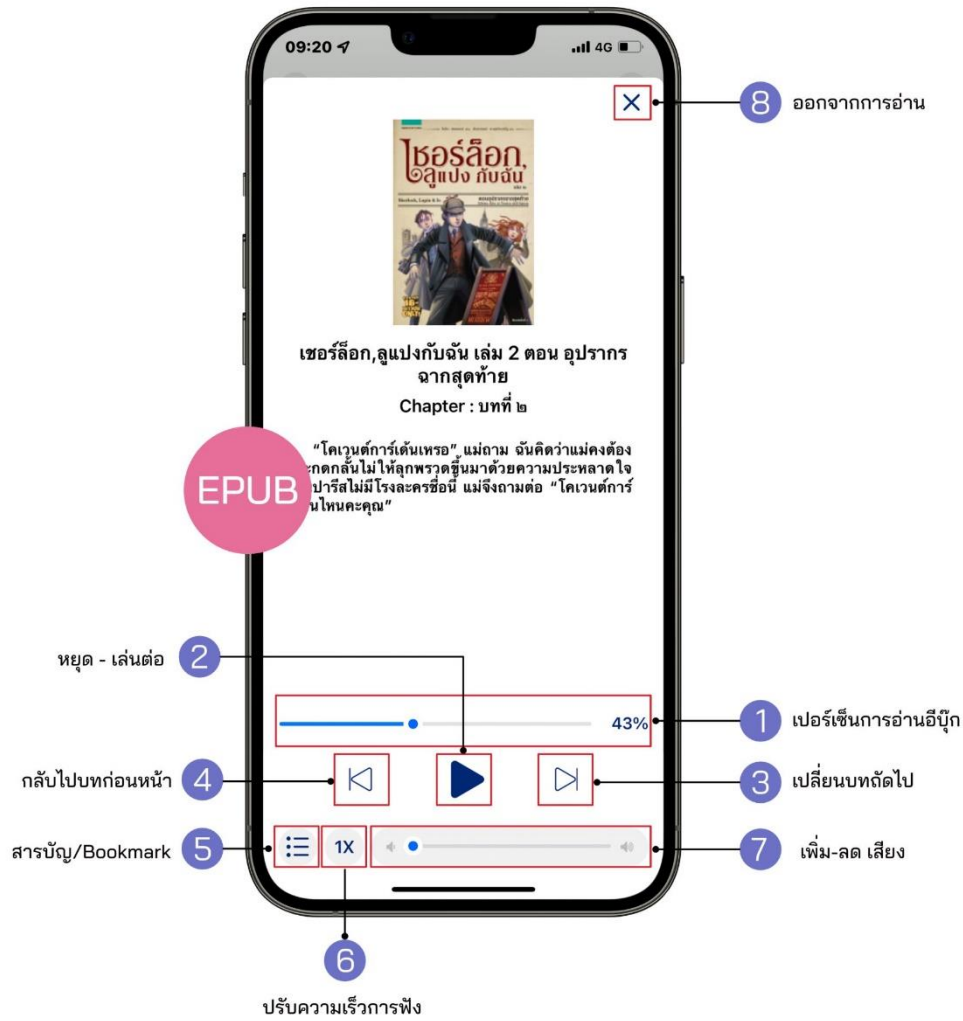 09:20
4G
8 ออกจากการอ่าน
เชอร์ล็อก,
ลูแปง กับฉัน
เล่ม ๒
Sherlock, Lupin & Io
เชอร์ล็อก,ลูแปงกับฉัน เล่ม 2 ตอน อุปรากร
ฉากสุดท้าย
Chapter : บทที่ ๒
“โคเวนต์การ์เด้นเหรอ” แม่ถาม ฉันคิดว่าแม่คงต้อง
ะกดกลั้นไม่ให้ลุกพรวดขึ้นมาด้วยความประหลาดใจ
ปารีสไม่มีโรงละครชื่อนี้ แม่จึงถามต่อ “โคเวนต์การ์
นไหนคะคุณ”
EPUB
หยุด - เล่นต่อ 2
43%
1 เปอร์เซ็นการอ่านอีบุ๊ก
กลับไปบทก่อนหน้า 4
3 เปลี่ยนบทถัดไป
สารบัญ/Bookmark 5
1X
7 เพิ่ม-ลด เสียง
6
ปรับความเร็วการฟัง